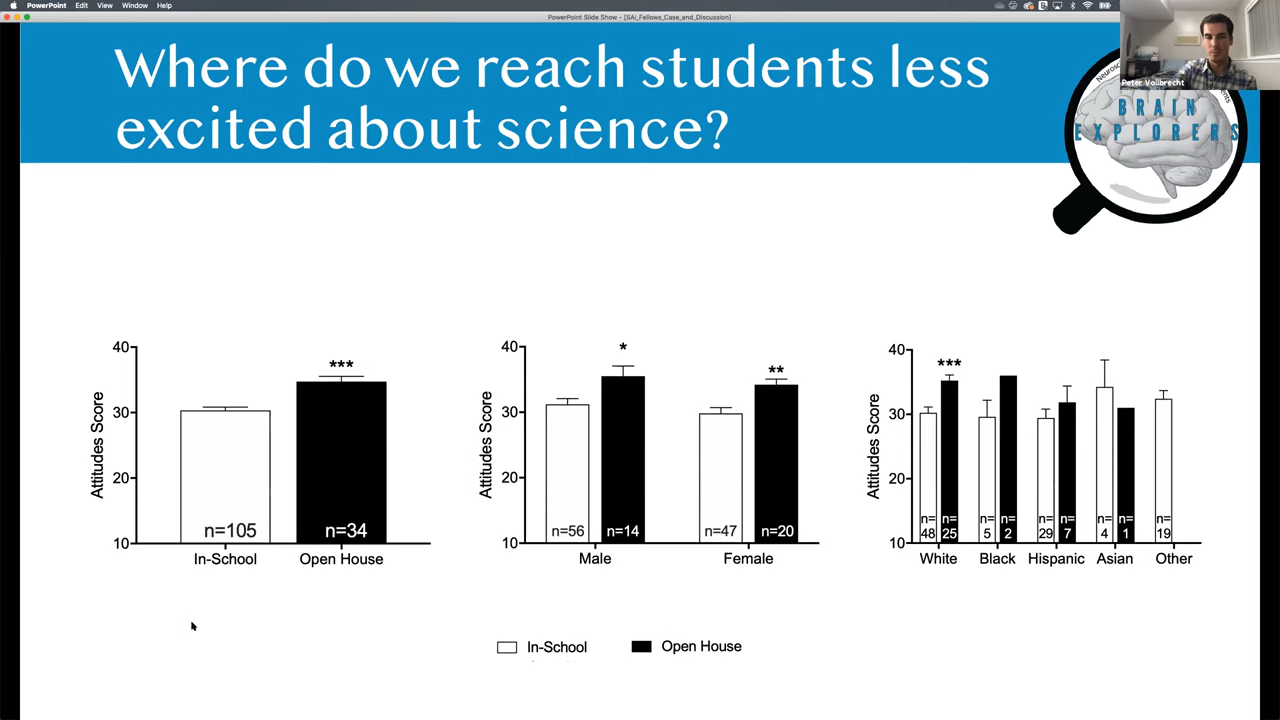 PowerPoint Edit View Window Help
PowerPoint Slide Show - [SAi_Fellows_Case_and_Discussion]
Peter Vollbrecht
Where do we reach students less
excited about science?
BRAIN
EXPLORERS
Attitudes Score
40
30
20
10
***
n=105
n=34
In-School
Open House
Attitudes Score
40
30
20
10
*
**
n=56
n=14
n=47
n=20
Male
Female
Attitudes Score
40
30
20
10
***
n=
48
n=
25
n=
5
n=
2
n=
29
n=
7
n=
4
n=
1
n=
19
White
Black
Hispanic
Asian
Other
In-School
Open House